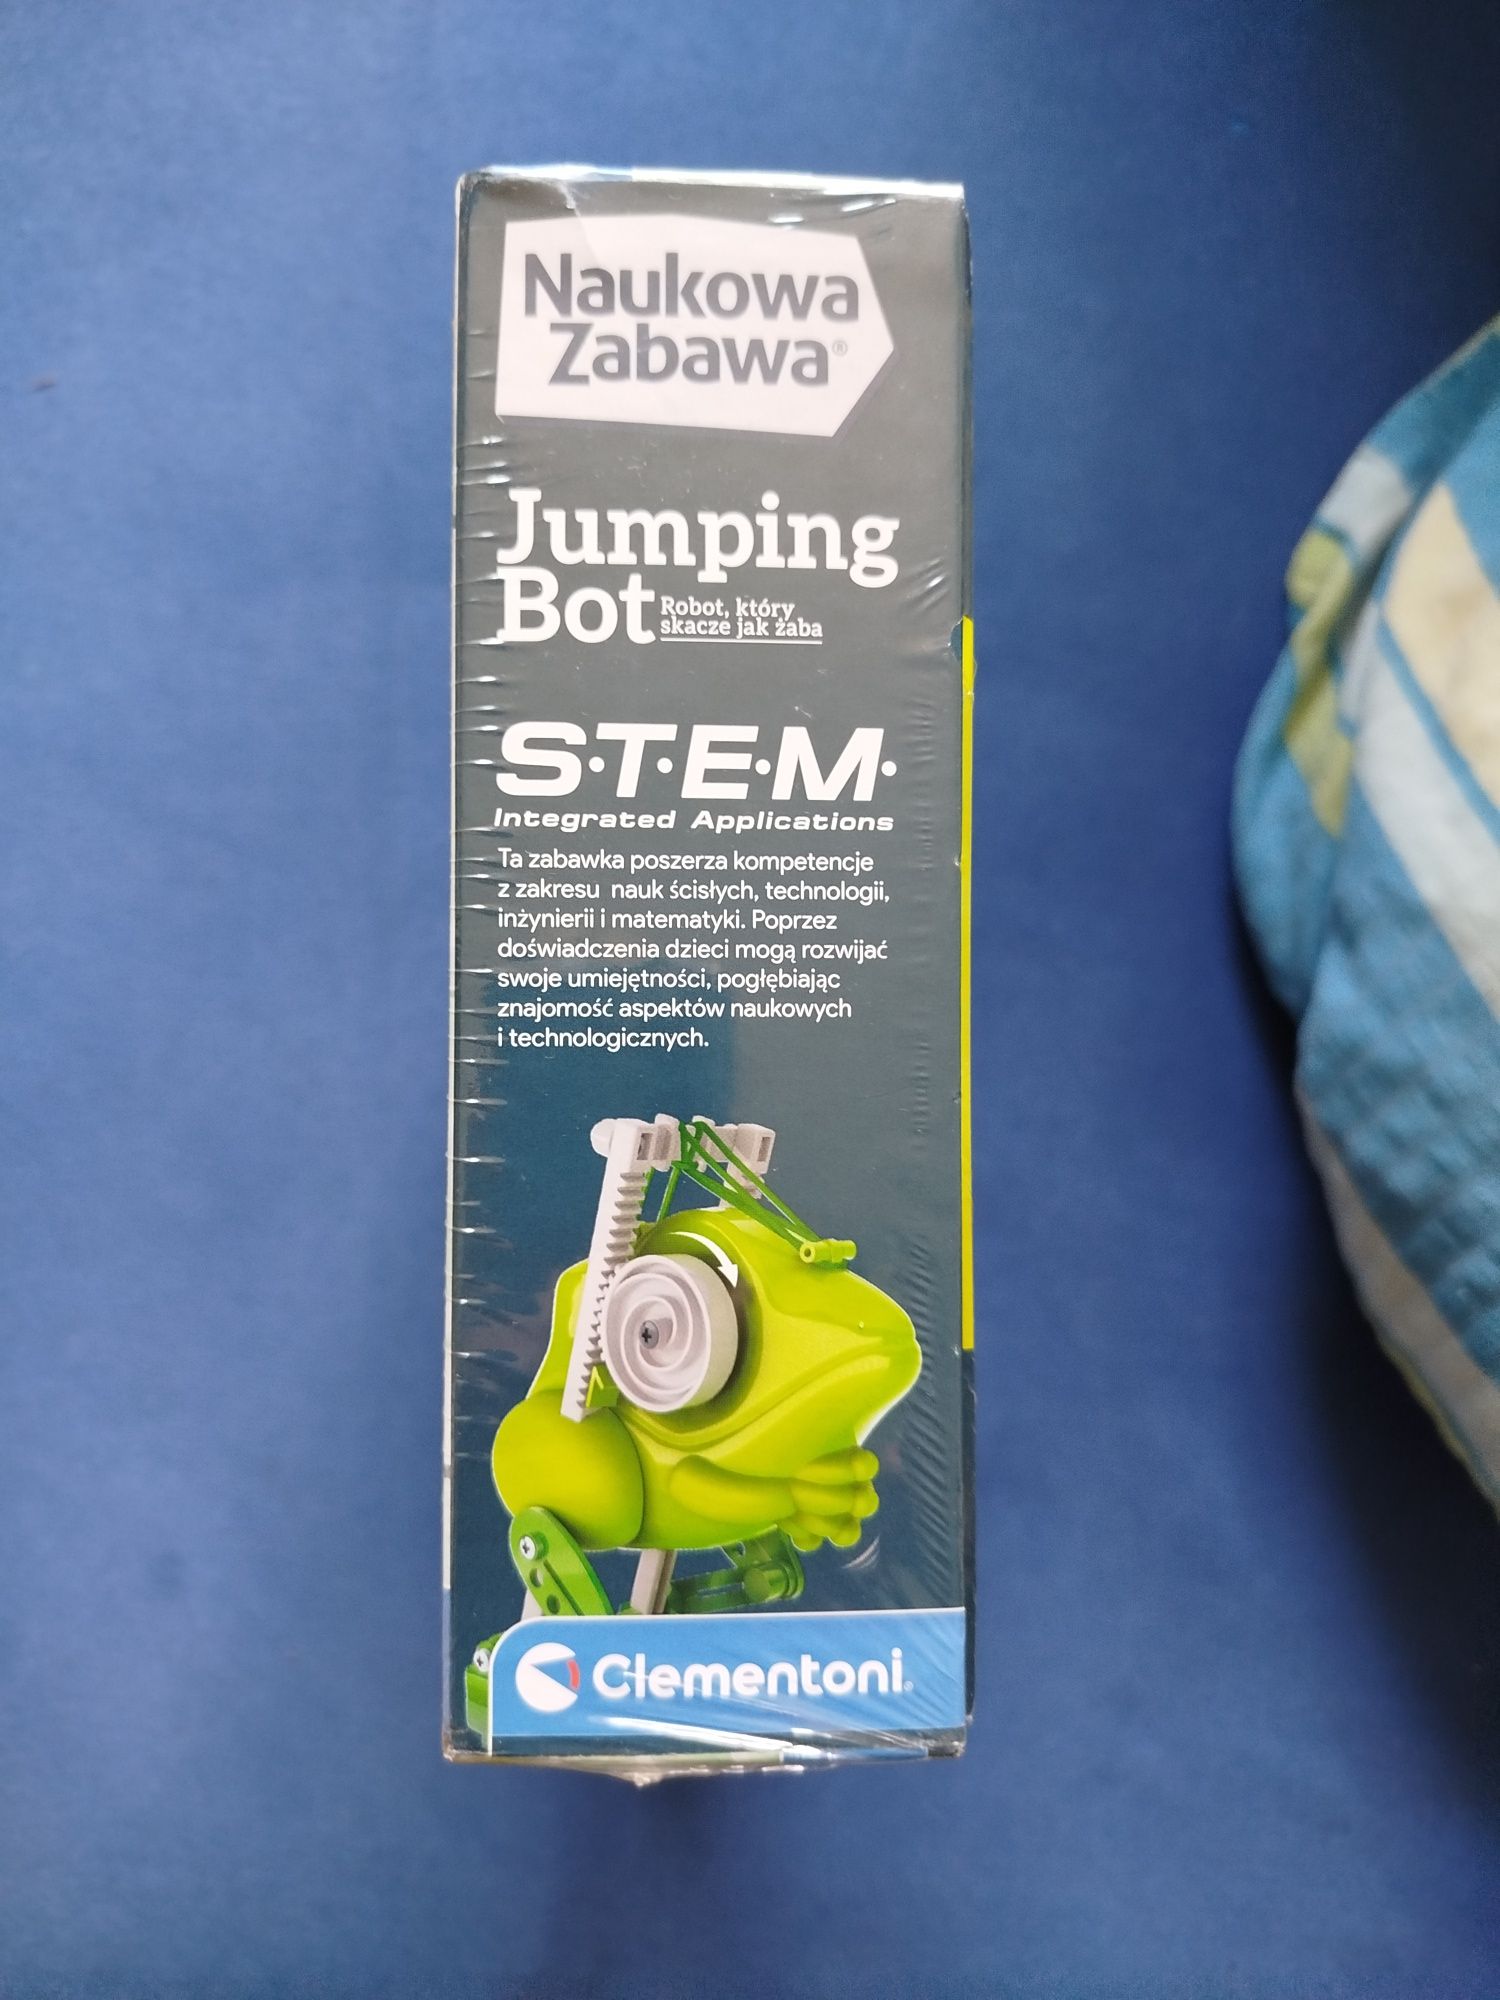 Naukowa
Zabawa®
Jumping
Bot
Robot, który
skacze jak żaba
S·T·E·M·
Integrated Applications
Ta zabawka poszerza kompetencje
z zakresu nauk ścisłych, technologii,
inżynierii i matematyki. Poprzez
doświadczenia dzieci mogą rozwijać
swoje umiejętności, pogłębiając
znajomość aspektów naukowych
i technologicznych.
Clementoni®